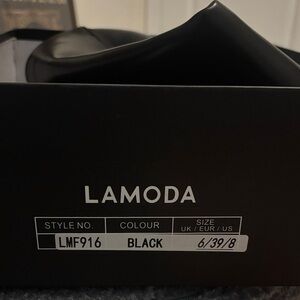 LAMODA
STYLE NO. COLOUR SIZE
UK / EUR / US
LMF916 BLACK 6/39/8